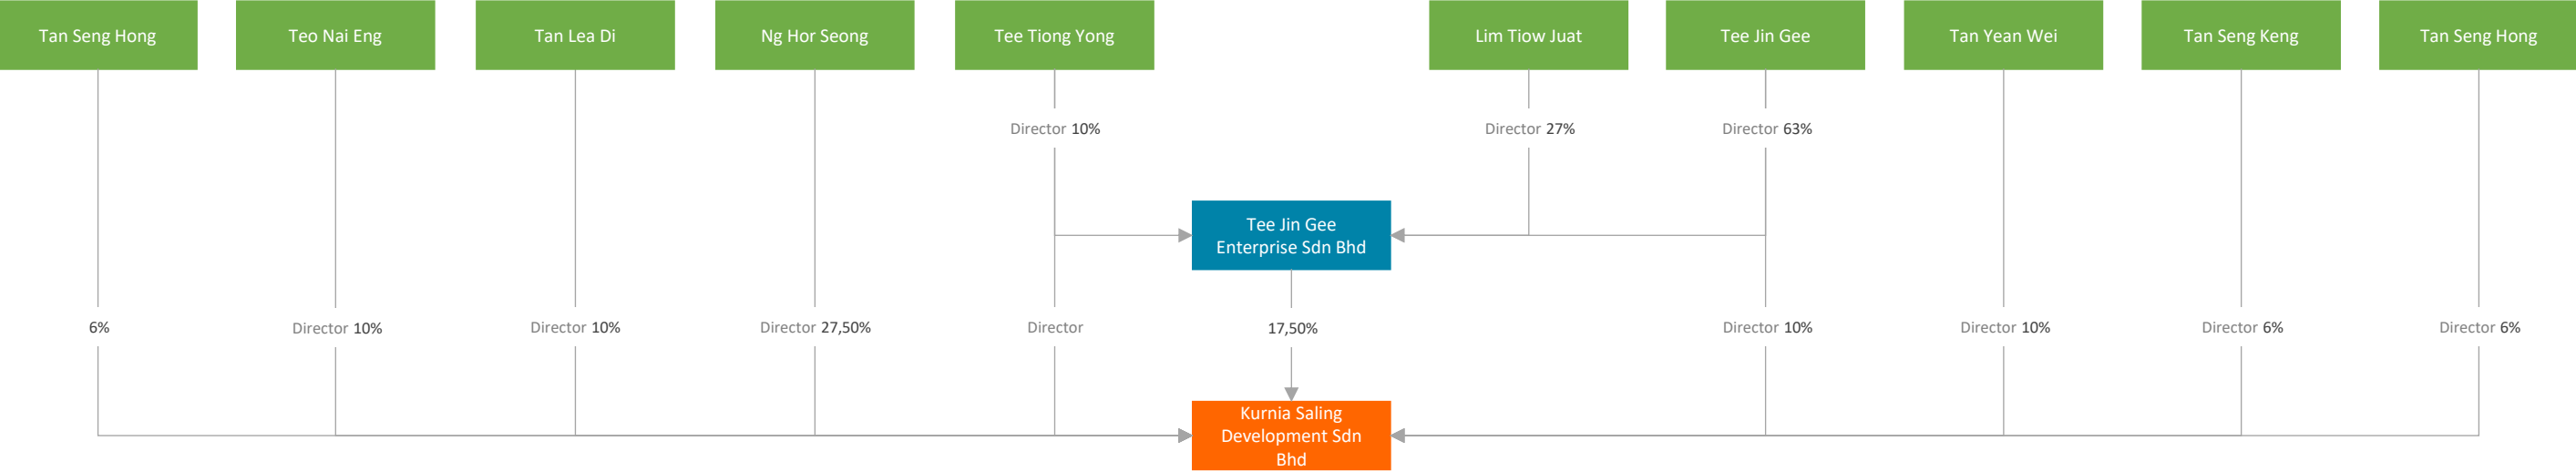 Tan Seng Hong
Teo Nai Eng
Tan Lea Di
Ng Hor Seong
Tee Tiong Yong
Lim Tiow Juat
Tee Jin Gee
Tan Yean Wei
Tan Seng Keng
Tan Seng Hong
Director 10%
Director 27%
Director 63%
Tee Jin Gee
Enterprise Sdn Bhd
6%
Director 10%
Director 10%
Director 27,50%
Director
17,50%
Director 10%
Director 10%
Director 6%
Director 6%
Kurnia Saling
Development Sdn
Bhd